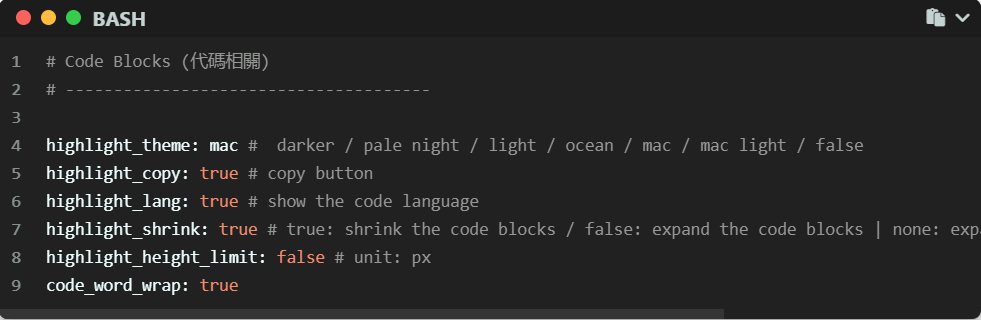 BASH
1 # Code Blocks (代碼相關)
2 # --------------------------------------
3
4 highlight_theme: mac #  darker / pale night / light / ocean / mac / mac light / false
5 highlight_copy: true # copy button
6 highlight_lang: true # show the code language
7 highlight_shrink: true # true: shrink the code blocks / false: expand the code blocks | none:
8 highlight_height_limit: false # unit: px
9 code_word_wrap: true